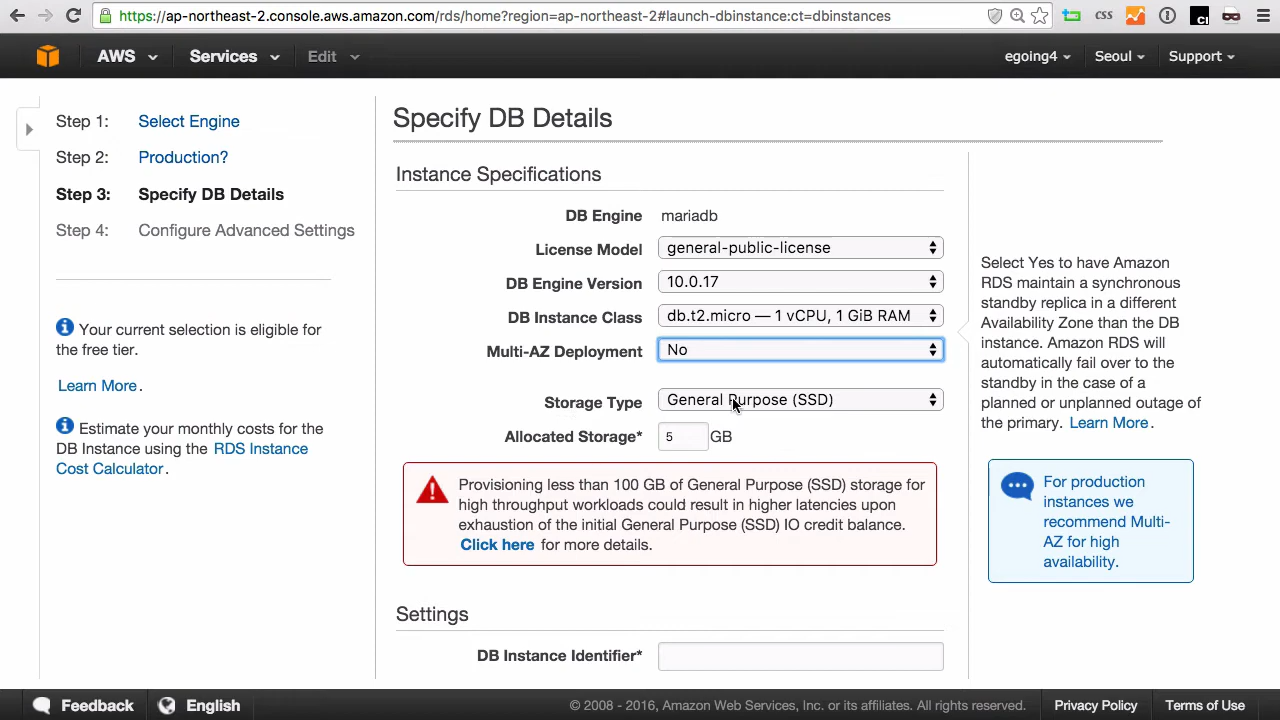 https://ap-northeast-2.console.aws.amazon.com/rds/home?region=ap-northeast-2#launch-dbinstance:ct=dbinstances
CSS
AWS Services Edit egoing4 Seoul Support
Step 1: Select Engine
Step 2: Production?
Step 3: Specify DB Details
Step 4: Configure Advanced Settings
Your current selection is eligible for
the free tier.
Learn More.
Estimate your monthly costs for the
DB Instance using the RDS Instance
Cost Calculator.
Specify DB Details
Instance Specifications
DB Engine mariadb
License Model general-public-license
DB Engine Version 10.0.17
DB Instance Class db.t2.micro — 1 vCPU, 1 GiB RAM
Multi-AZ Deployment No
Storage Type General Purpose (SSD)
Allocated Storage* 5 GB
Provisioning less than 100 GB of General Purpose (SSD) storage for
high throughput workloads could result in higher latencies upon
exhaustion of the initial General Purpose (SSD) IO credit balance.
Click here for more details.
Settings
DB Instance Identifier*
Select Yes to have Amazon
RDS maintain a synchronous
standby replica in a different
Availability Zone than the DB
instance. Amazon RDS will
automatically fail over to the
standby in the case of a
planned or unplanned outage of
the primary. Learn More.
For production
instances we
recommend Multi-
AZ for high
availability.
Feedback English © 2008 - 2016, Amazon Web Services, Inc. or its affiliates. All rights reserved. Privacy Policy Terms of Use